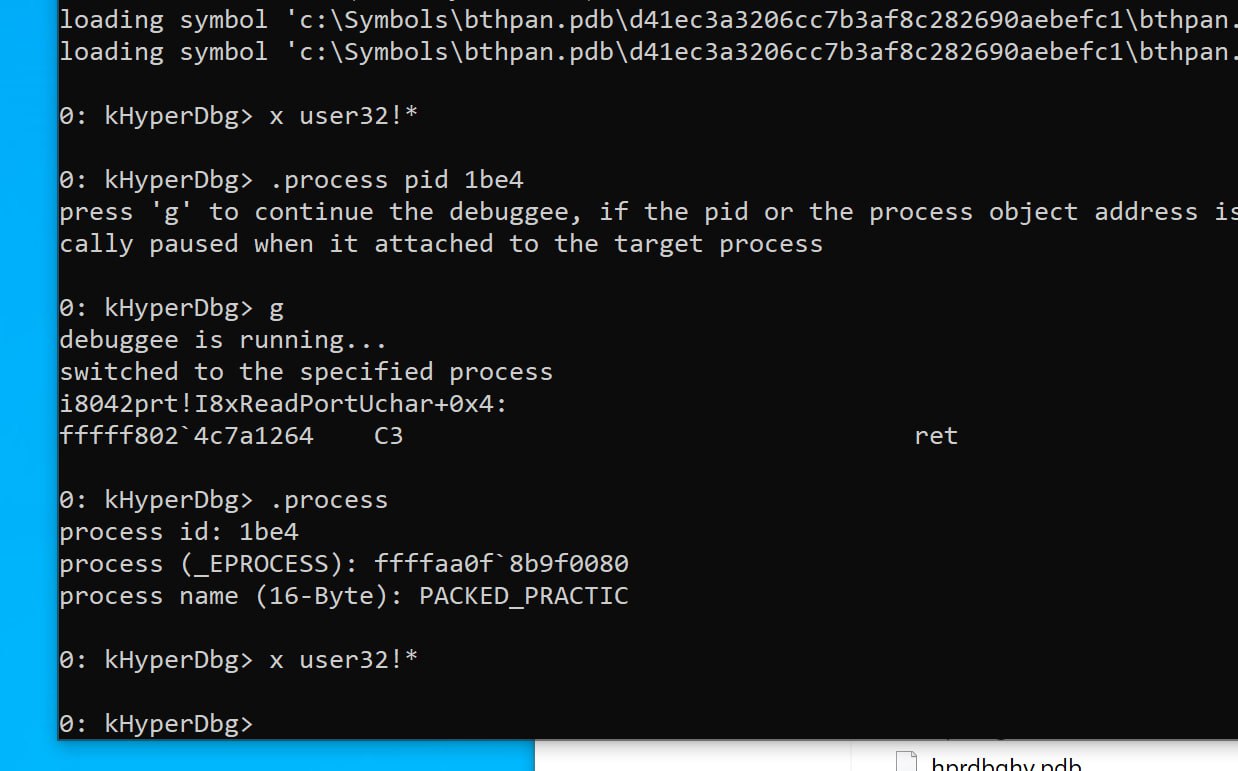 loading symbol 'c:\Symbols\bthpan.pdb\d41ec3a3206cc7b3af8c282690aebefc1\bthpan.
loading symbol 'c:\Symbols\bthpan.pdb\d41ec3a3206cc7b3af8c282690aebefc1\bthpan.
0: kHyperDbg> x user32!*
0: kHyperDbg> .process pid 1be4
press 'g' to continue the debuggee, if the pid or the process object address is
cally paused when it attached to the target process
0: kHyperDbg> g
debuggee is running...
switched to the specified process
i8042prt!I8xReadPortUchar+0x4:
fffff802`4c7a1264    C3                                  ret
0: kHyperDbg> .process
process id: 1be4
process (_EPROCESS): ffffaa0f`8b9f0080
process name (16-Byte): PACKED_PRACTIC
0: kHyperDbg> x user32!*
0: kHyperDbg>
hprdbghv.pdb